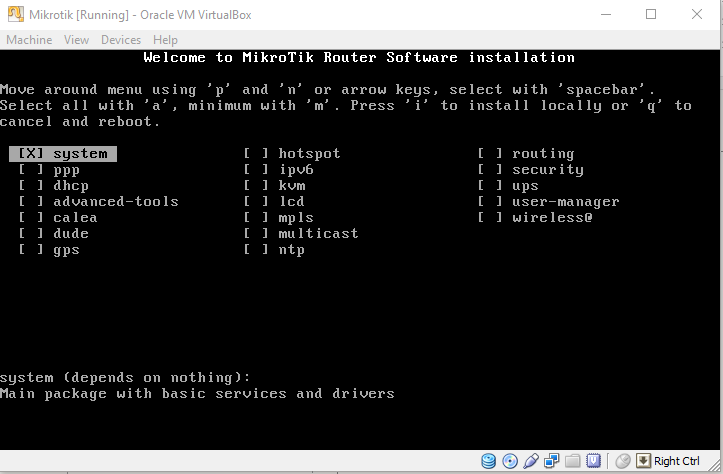 Mikrotik [Running] - Oracle VM VirtualBox
Machine View Devices Help
Welcome to MikroTik Router Software installation
Move around menu using 'p' and 'n' or arrow keys, select with 'spacebar'.
Select all with 'a', minimum with 'm'. Press 'i' to install locally or 'q' to
cancel and reboot.
[X] system [ ] hotspot [ ] routing
[ ] ppp [ ] ipv6 [ ] security
[ ] dhcp [ ] kvm [ ] ups
[ ] advanced-tools [ ] lcd [ ] user-manager
[ ] calea [ ] mpls [ ] wireless@
[ ] dude [ ] multicast
[ ] gps [ ] ntp
system (depends on nothing):
Main package with basic services and drivers
Right Ctrl